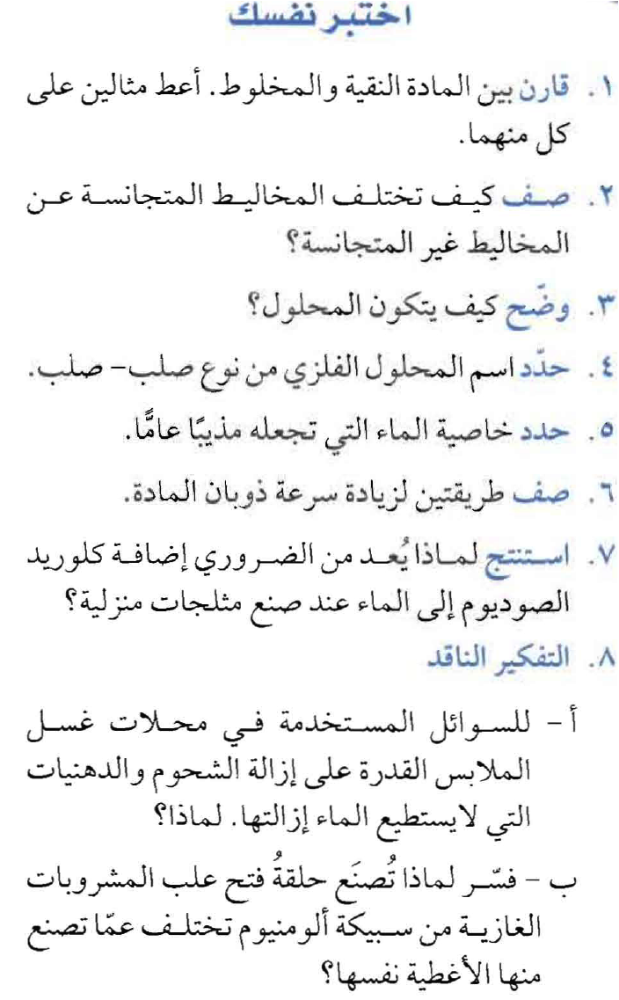 اختبر نفسك
١. قارن بين المادة النقية والمخلوط. أعط مثالين على
كل منهما.
٢. صف كيف تختلف المخاليط المتجانسة عن
المخاليط غير المتجانسة؟
٣. وضّح كيف يتكون المحلول؟
٤. حدّد اسم المحلول الفلزي من نوع صلب- صلب.
٥. حدد خاصية الماء التي تجعله مذيبًا عامًّا.
٦. صف طريقتين لزيادة سرعة ذوبان المادة.
٧. استنتج لماذا يُعد من الضروري إضافة كلوريد
الصوديوم إلى الماء عند صنع مثلجات منزلية؟
٨. التفكير الناقد
أ - للسوائل المستخدمة في محلات غسل
الملابس القدرة على إزالة الشحوم والدهنيات
التي لايستطيع الماء إزالتها. لماذا؟
ب - فسّر لماذا تُصنَع حلقةُ فتح علب المشروبات
الغازية من سبيكة ألومنيوم تختلف عمّا تصنع
منها الأغطية نفسها؟